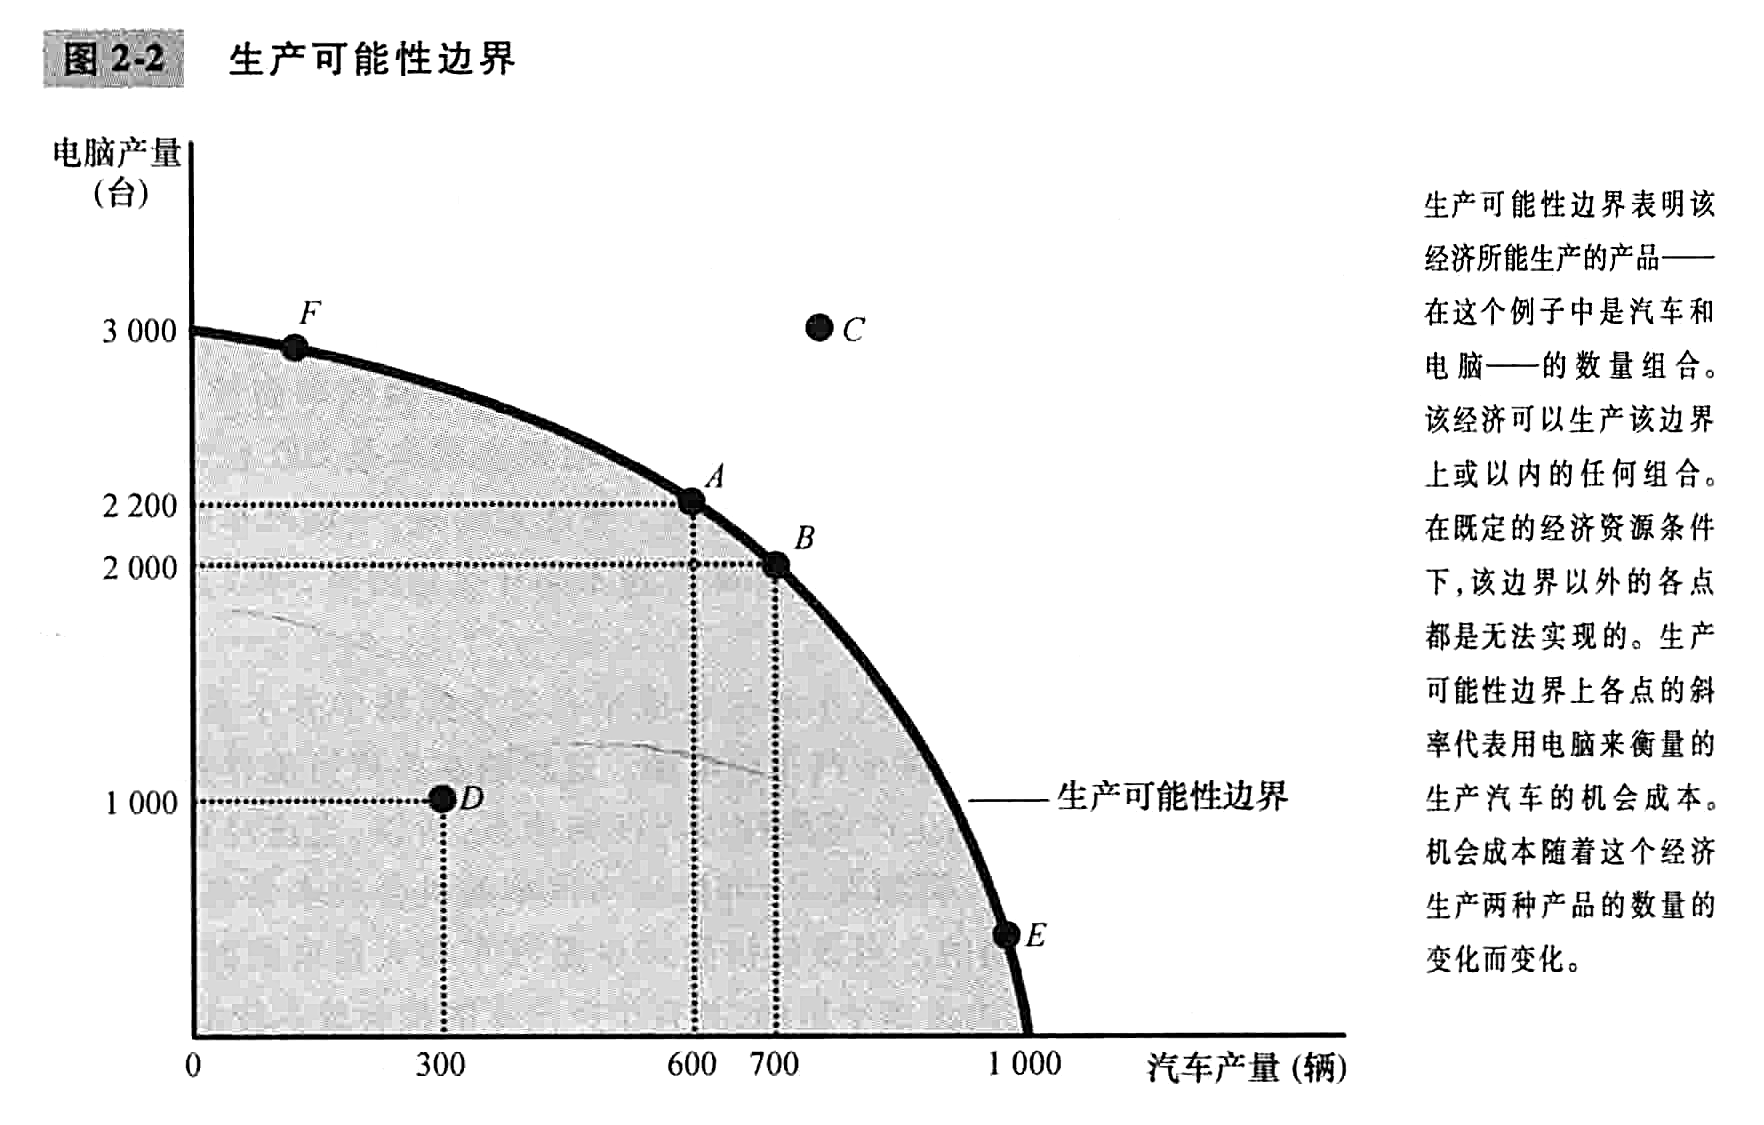 图 2-2 生产可能性边界
电脑产量
(台)
3 000
F
C
A
2 200
B
2 000
1 000
D
生产可能性边界
E
0
300
600
700
1 000
汽车产量 (辆)
生产可能性边界表明该
经济所能生产的产品——
在这个例子中是汽车和
电脑——的数量组合。
该经济可以生产该边界
上或以内的任何组合。
在既定的经济资源条件
下,该边界以外的各点
都是无法实现的。生产
可能性边界上各点的斜
率代表用电脑来衡量的
生产汽车的机会成本。
机会成本随着这个经济
生产两种产品的数量的
变化而变化。